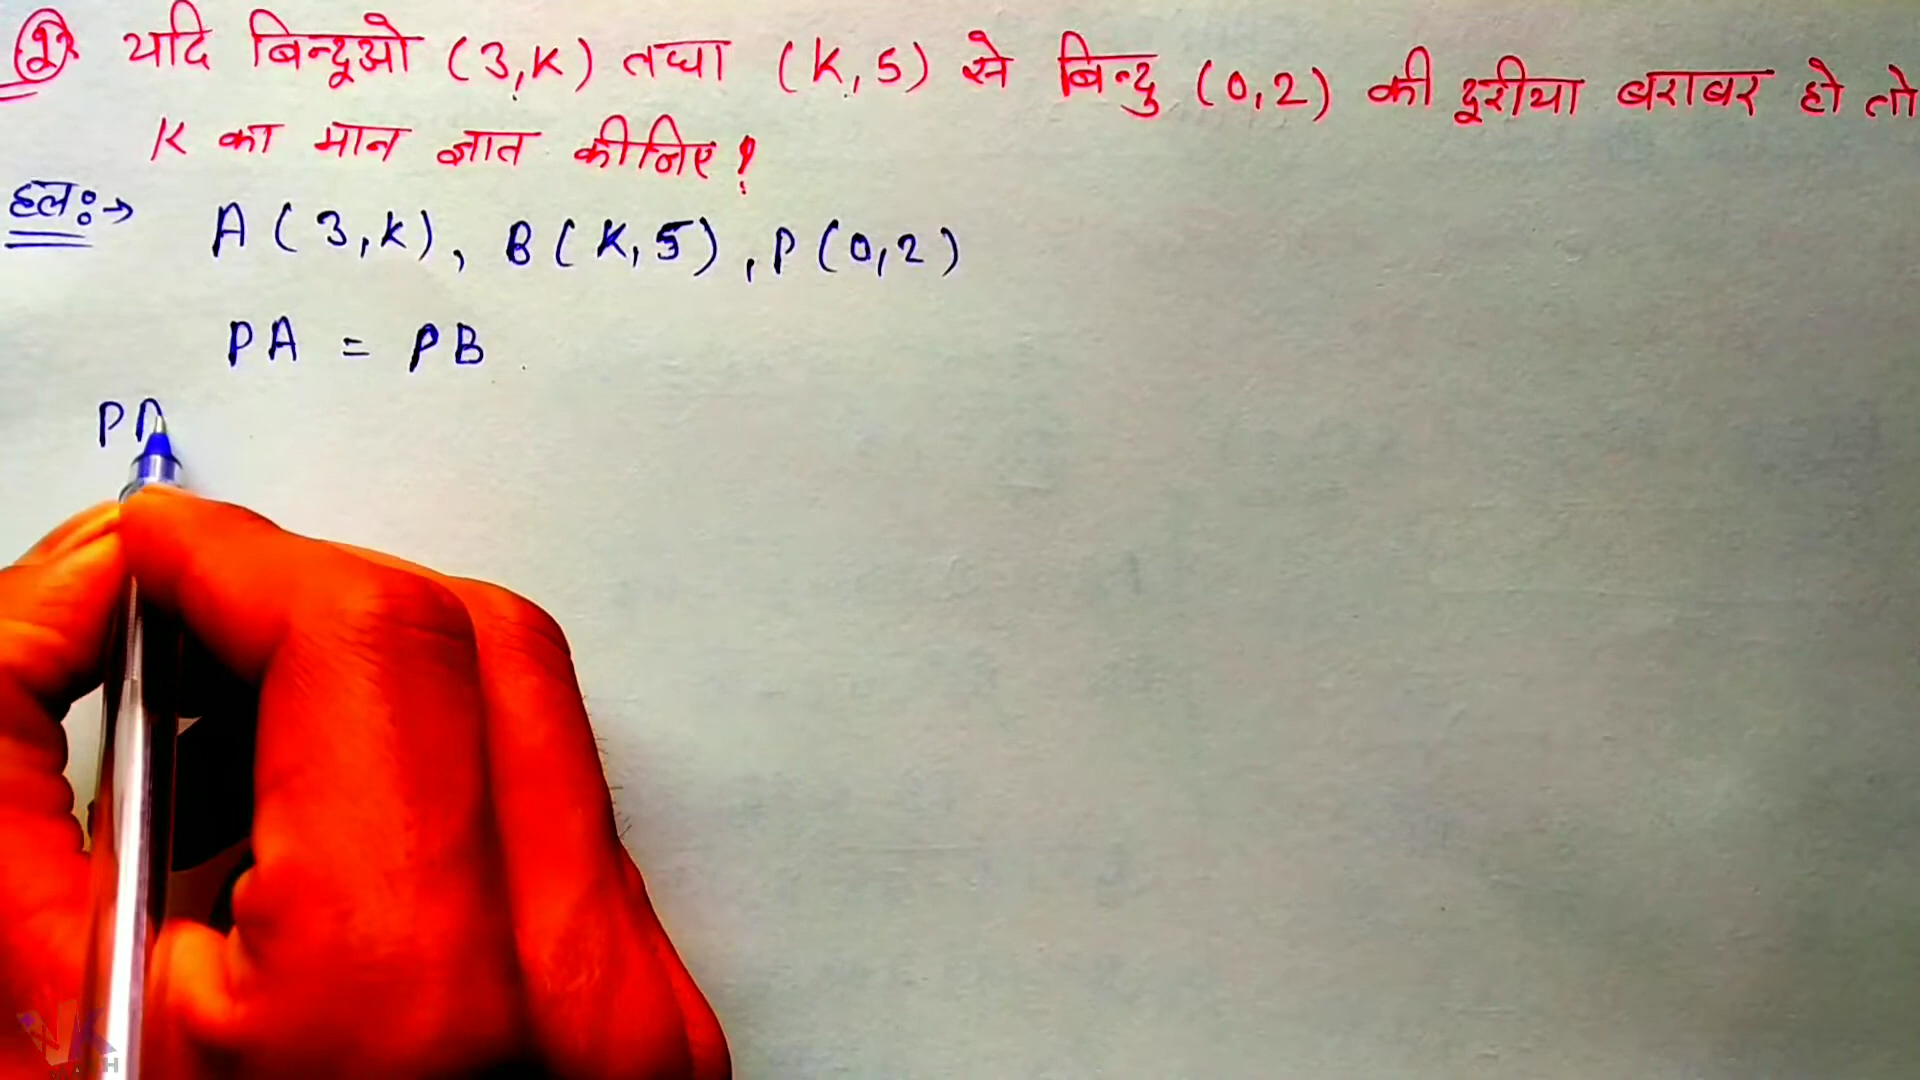 यदि बिन्दूओ (3,K) तथा (K,5) से बिन्दु (0,2) की दूरीया बराबर हो तो
K का मान ज्ञात कीजिए?
हल:→ A(3,K), B(K,5), P(0,2)
PA = PB
PA